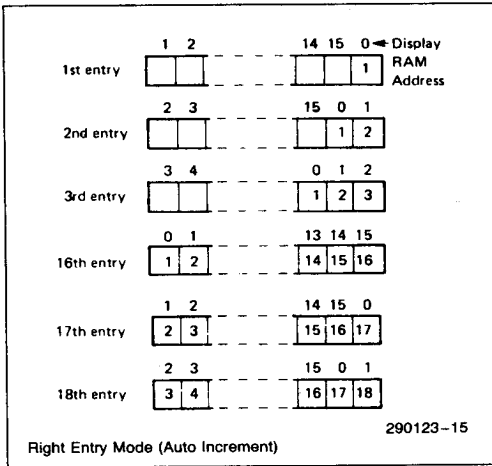 1 2 14 15 0 Display
1st entry 1 RAM
Address
2 3 15 0 1
2nd entry 1 2
3 4 0 1 2
3rd entry 1 2 3
0 1 13 14 15
16th entry 1 2 14 15 16
1 2 14 15 0
17th entry 2 3 15 16 17
2 3 15 0 1
18th entry 3 4 16 17 18
290123-15
Right Entry Mode (Auto Increment)